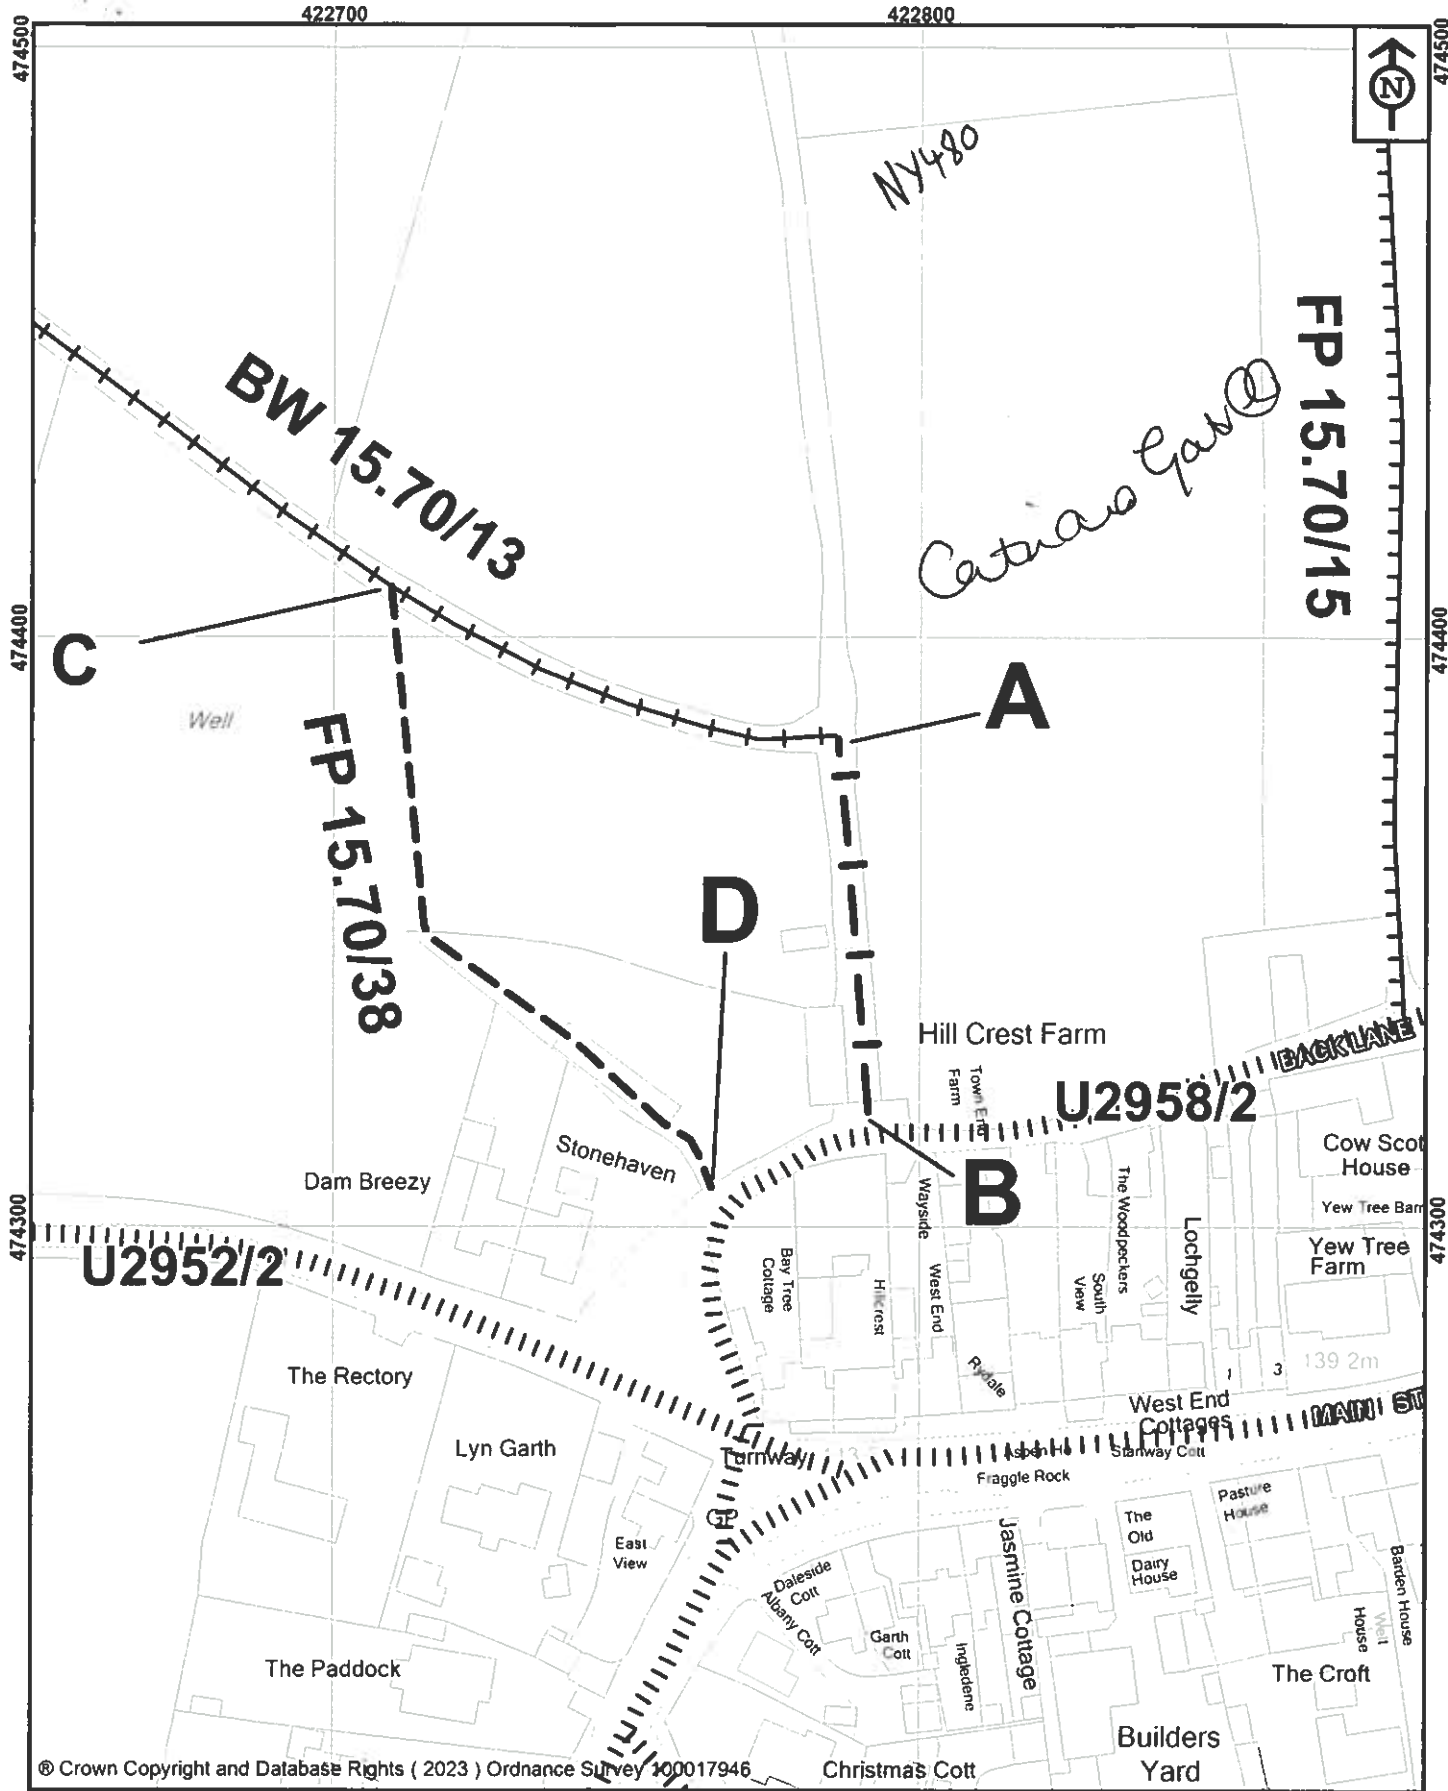 422700
422800
474500
474500
N
NY480
FP 15.70/15
BW 15.70/13
474400
474400
C
A
Well
FP 15.70/38
D
Hill Crest Farm
BACK LANE
Town End
Farm
U2958/2
Stonehaven
Dam Breezy
B
Cow Scot
House
Wayside
The Woodpeckers
Yew Tree Barn
474300
474300
U2952/2
Lochgelly
Yew Tree
Farm
Bay Tree
Cottage
Hillcrest
West End
South
View
The Rectory
Rydale
1
3
139 2m
West End
Cottages
MAIN ST
Lyn Garth
Turnway
Aspen Ho
Stanway Cott
Fraggle Rock
GP
Pasture
House
East
View
The
Old
Dairy
House
Jasmine Cottage
Daleside
Cott
Albany Cott
Garth
Cott
Ingledene
Barden House
Well
House
The Paddock
The Croft
Builders
Yard
® Crown Copyright and Database Rights ( 2023 ) Ordnance Survey 100017946
Christmas Cott